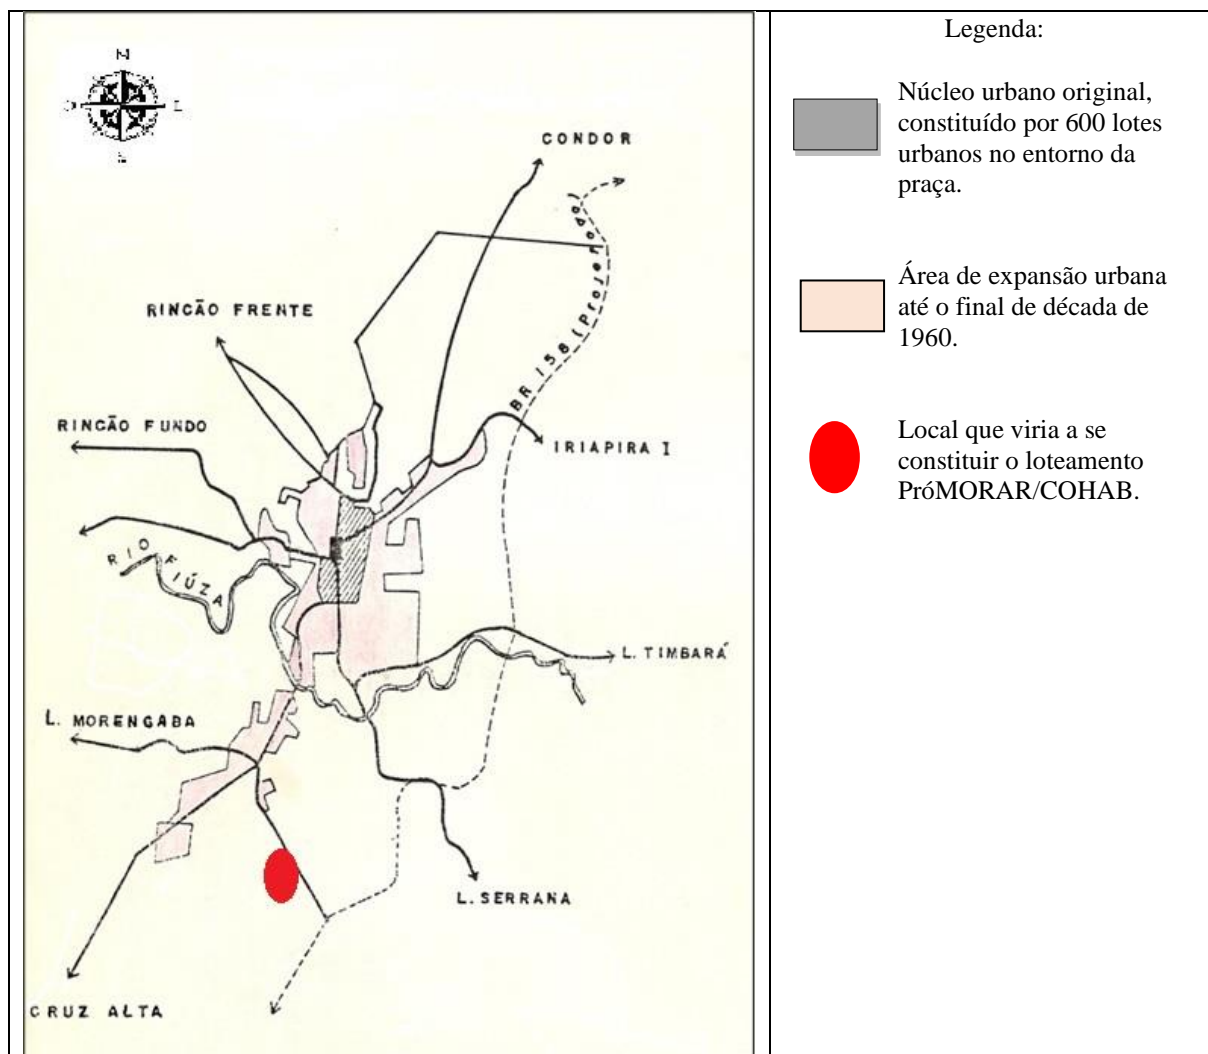 N
O
L
S
CONDOR
BR 158 (Projetada)
RINCÃO FRENTE
RINCÃO FUNDO
IRIAPIRA I
RIO FIÚZA
L. TIMBARÁ
L. MORENGABA
L. SERRANA
CRUZ ALTA
Legenda:
Núcleo urbano original,
constituído por 600 lotes
urbanos no entorno da
praça.
Área de expansão urbana
até o final de década de
1960.
Local que viria a se
constituir o loteamento
PróMORAR/COHAB.